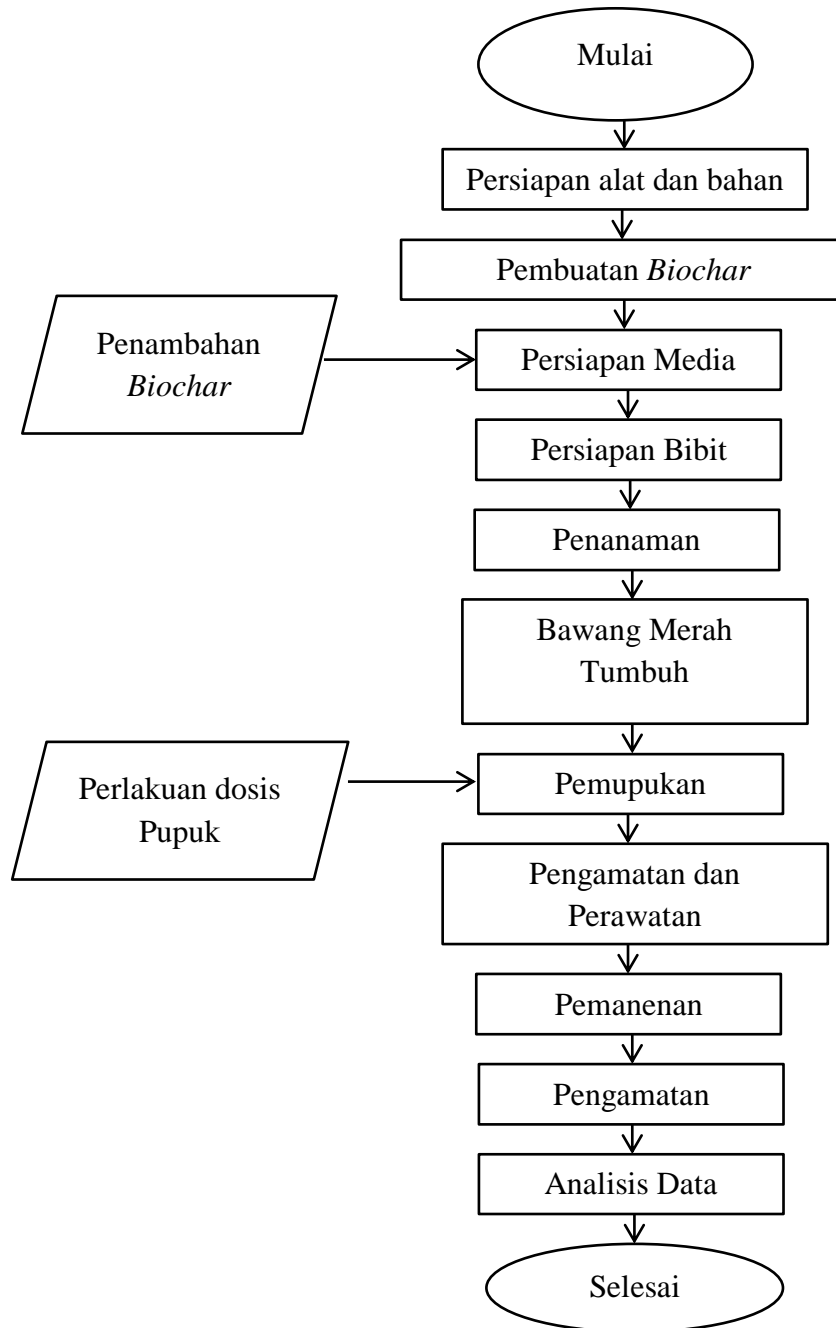 Mulai
Persiapan alat dan bahan
Pembuatan Biochar
Penambahan
Biochar
Persiapan Media
Persiapan Bibit
Penanaman
Bawang Merah
Tumbuh
Perlakuan dosis
Pupuk
Pemupukan
Pengamatan dan
Perawatan
Pemanenan
Pengamatan
Analisis Data
Selesai